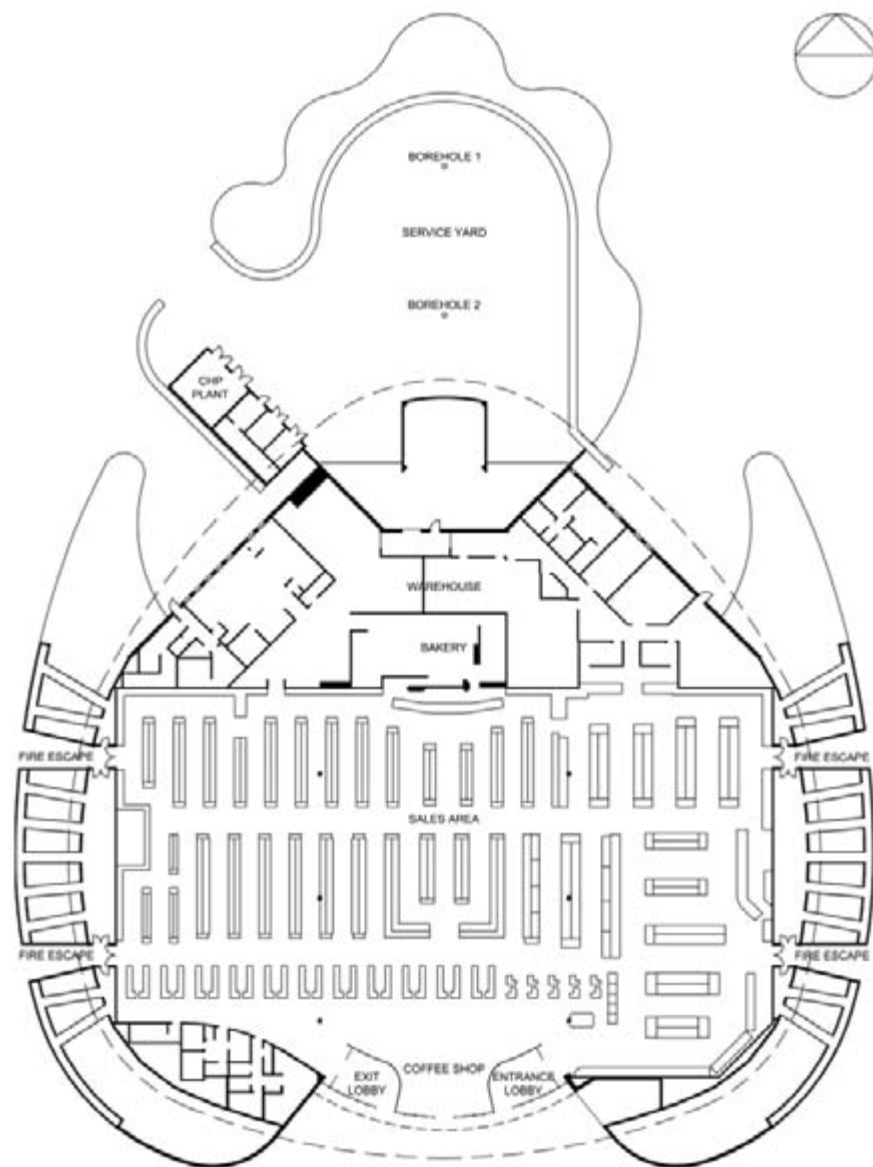 BOREHOLE 1
SERVICE YARD
BOREHOLE 2
CHP
PLANT
WAREHOUSE
BAKERY
FIRE ESCAPE
FIRE ESCAPE
SALES AREA
FIRE ESCAPE
FIRE ESCAPE
EXIT
LOBBY
COFFEE SHOP
ENTRANCE
LOBBY